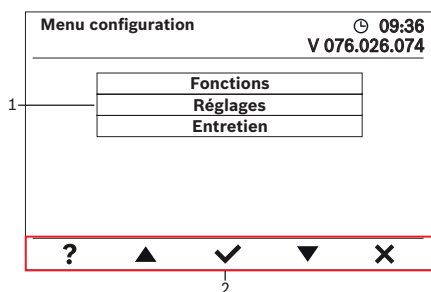 Menu configuration 09:36
V 076.026.074
Fonctions
1 Réglages
Entretien
?
2